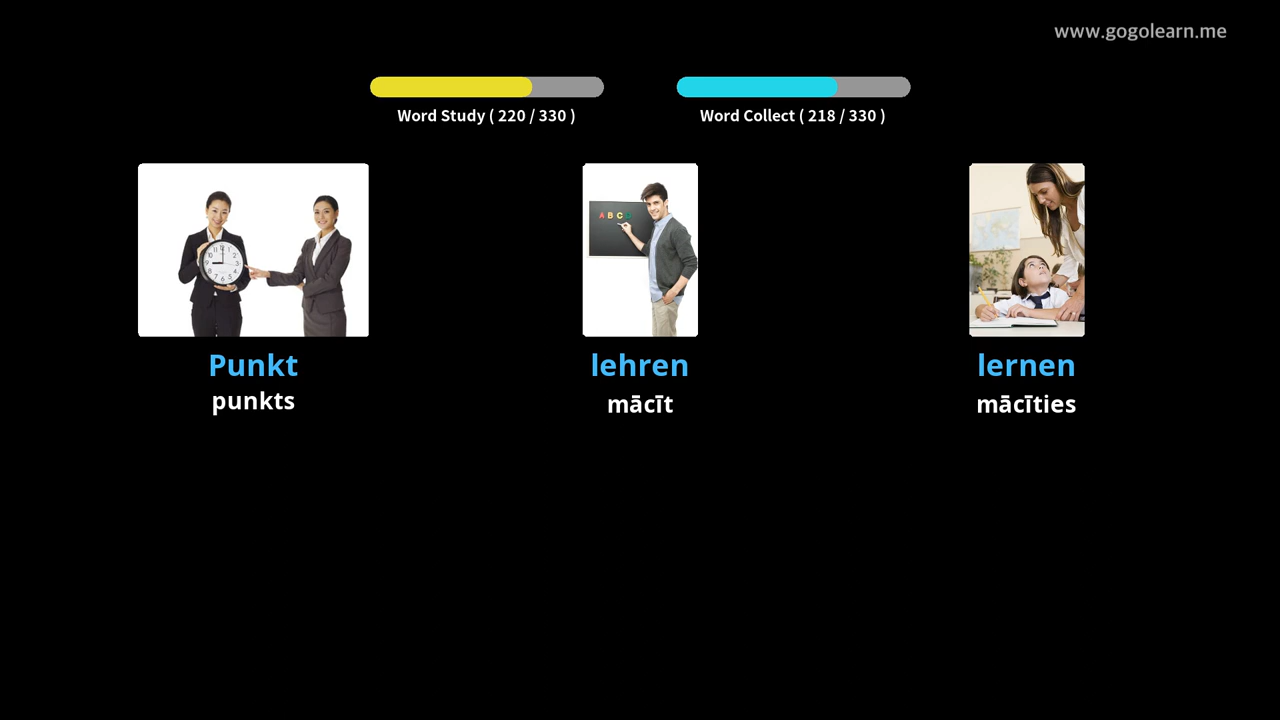 www.gogolearn.me
Word Study ( 220 / 330 )
Word Collect ( 218 / 330 )
A B C
Punkt
punkts
lehren
mācīt
lernen
mācīties